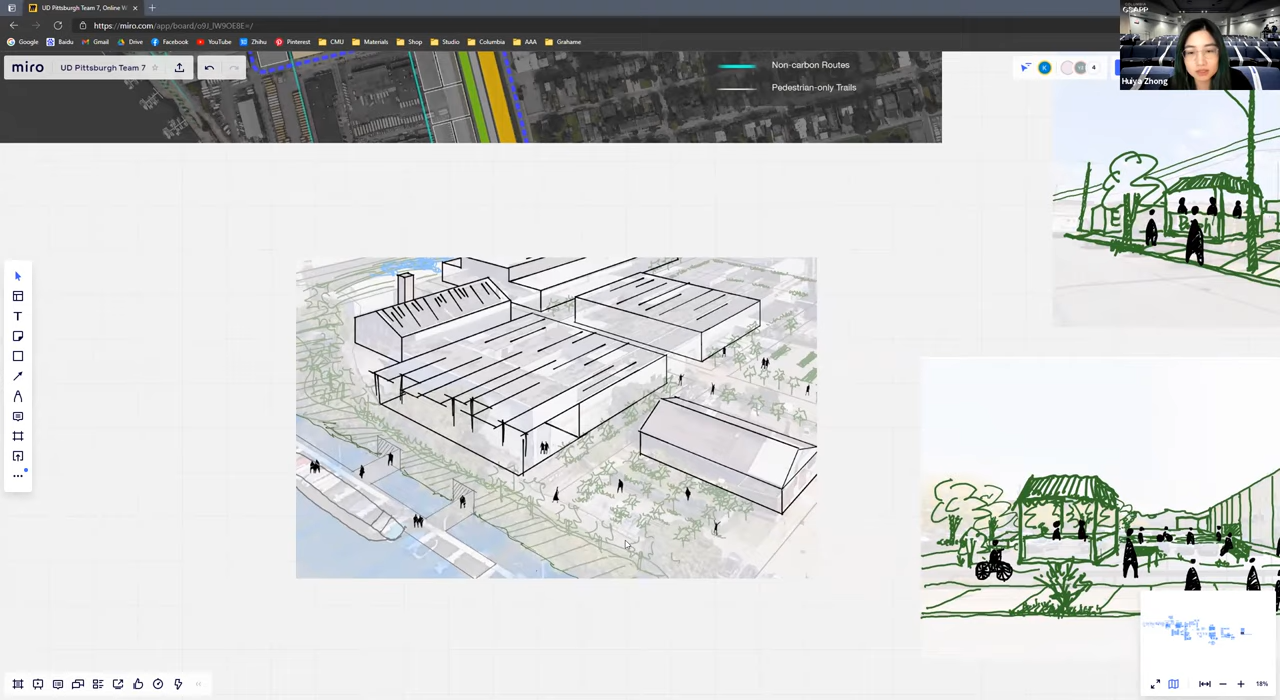 UD Pittsburgh Team 7, Online W
https://miro.com/app/board/o9J_lW9OE8E=/
Google Baidu Gmail Drive Facebook YouTube Zhihu Pinterest CMU Materials Shop Studio Columbia AAA Grahame
GSAPP
Huiya Zhong
miro UD Pittsburgh Team 7
4
Non-carbon Routes
Pedestrian-only Trails
18%